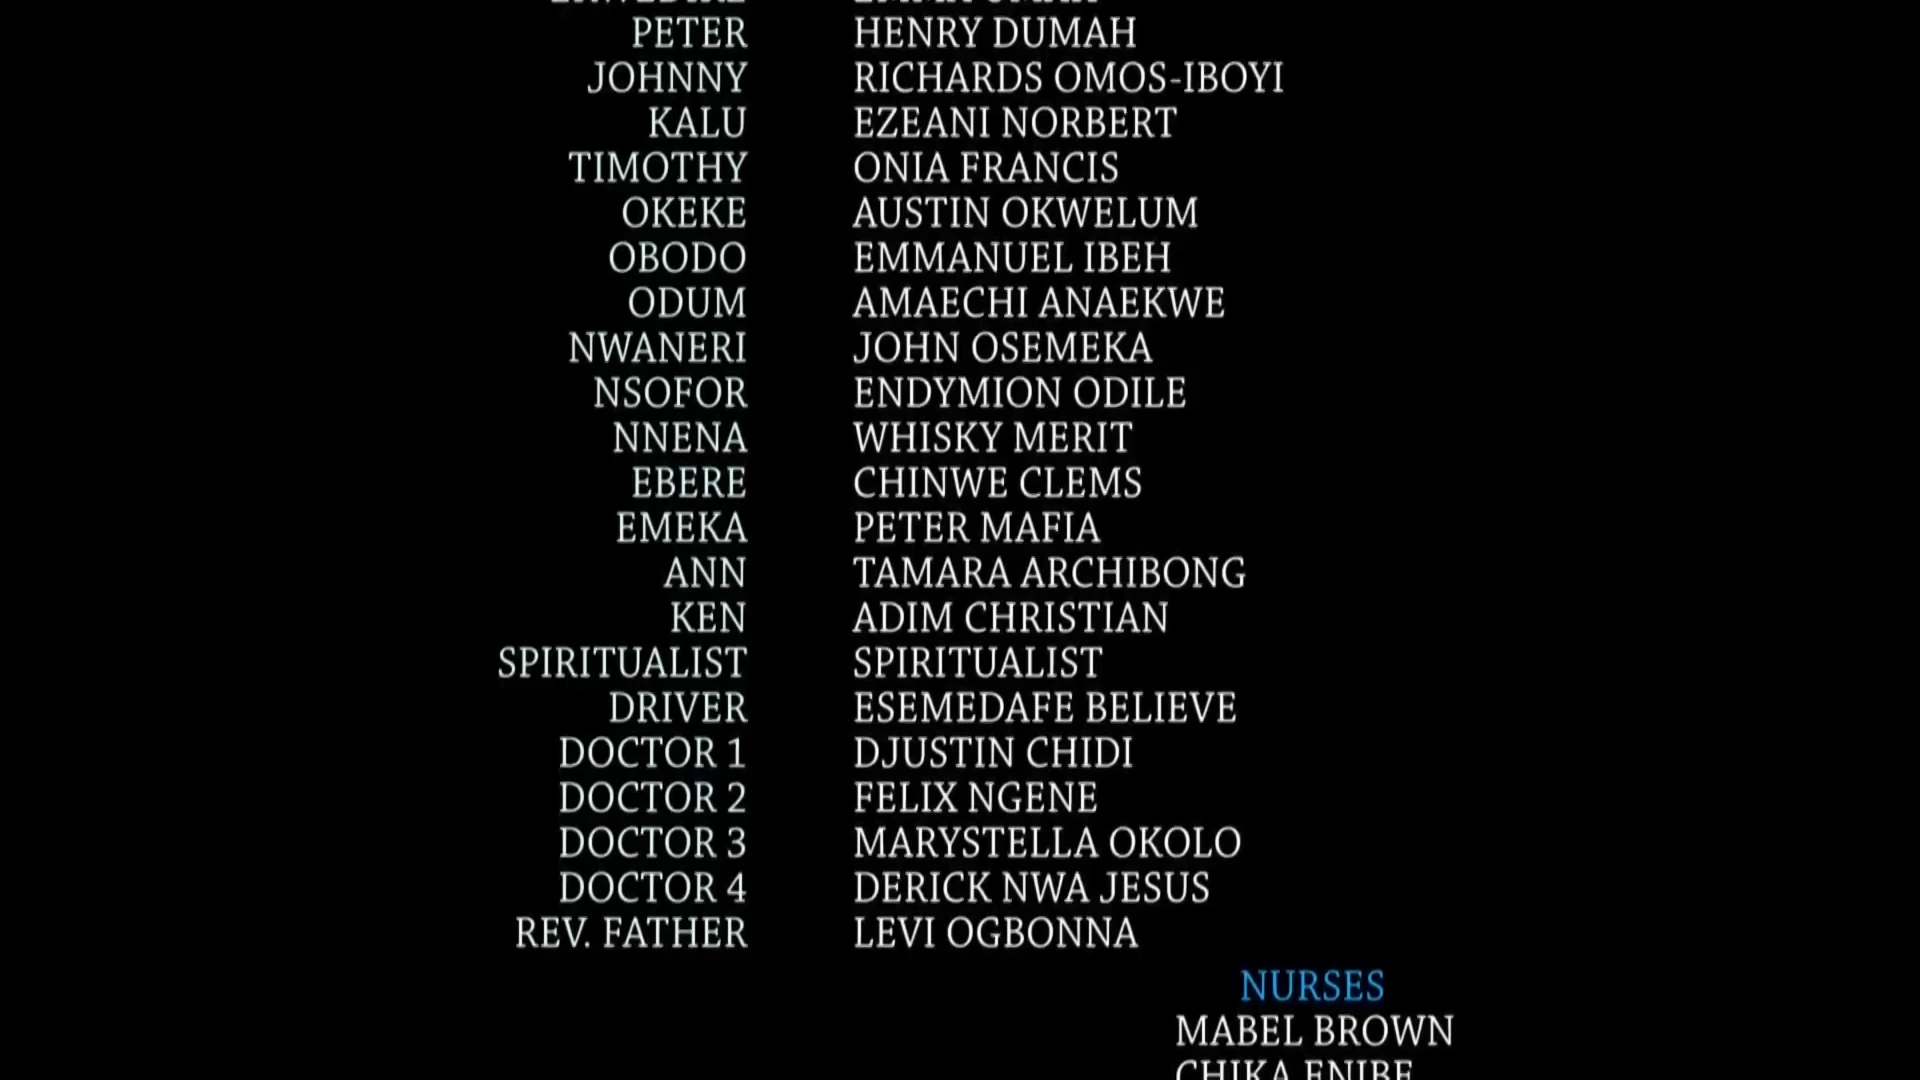 PETER HENRY DUMAH
JOHNNY RICHARDS OMOS-IBOYI
KALU EZEANI NORBERT
TIMOTHY ONIA FRANCIS
OKEKE AUSTIN OKWELUM
OBODO EMMANUEL IBEH
ODUM AMAECHI ANAEKWE
NWANERI JOHN OSEMEKA
NSOFOR ENDYMION ODILE
NNENA WHISKY MERIT
EBERE CHINWE CLEMS
EMEKA PETER MAFIA
ANN TAMARA ARCHIBONG
KEN ADIM CHRISTIAN
SPIRITUALIST SPIRITUALIST
DRIVER ESEMEDAFE BELIEVE
DOCTOR 1 DJUSTIN CHIDI
DOCTOR 2 FELIX NGENE
DOCTOR 3 MARYSTELLA OKOLO
DOCTOR 4 DERICK NWA JESUS
REV. FATHER LEVI OGBONNA
NURSES
MABEL BROWN
CHIKA ENIBE